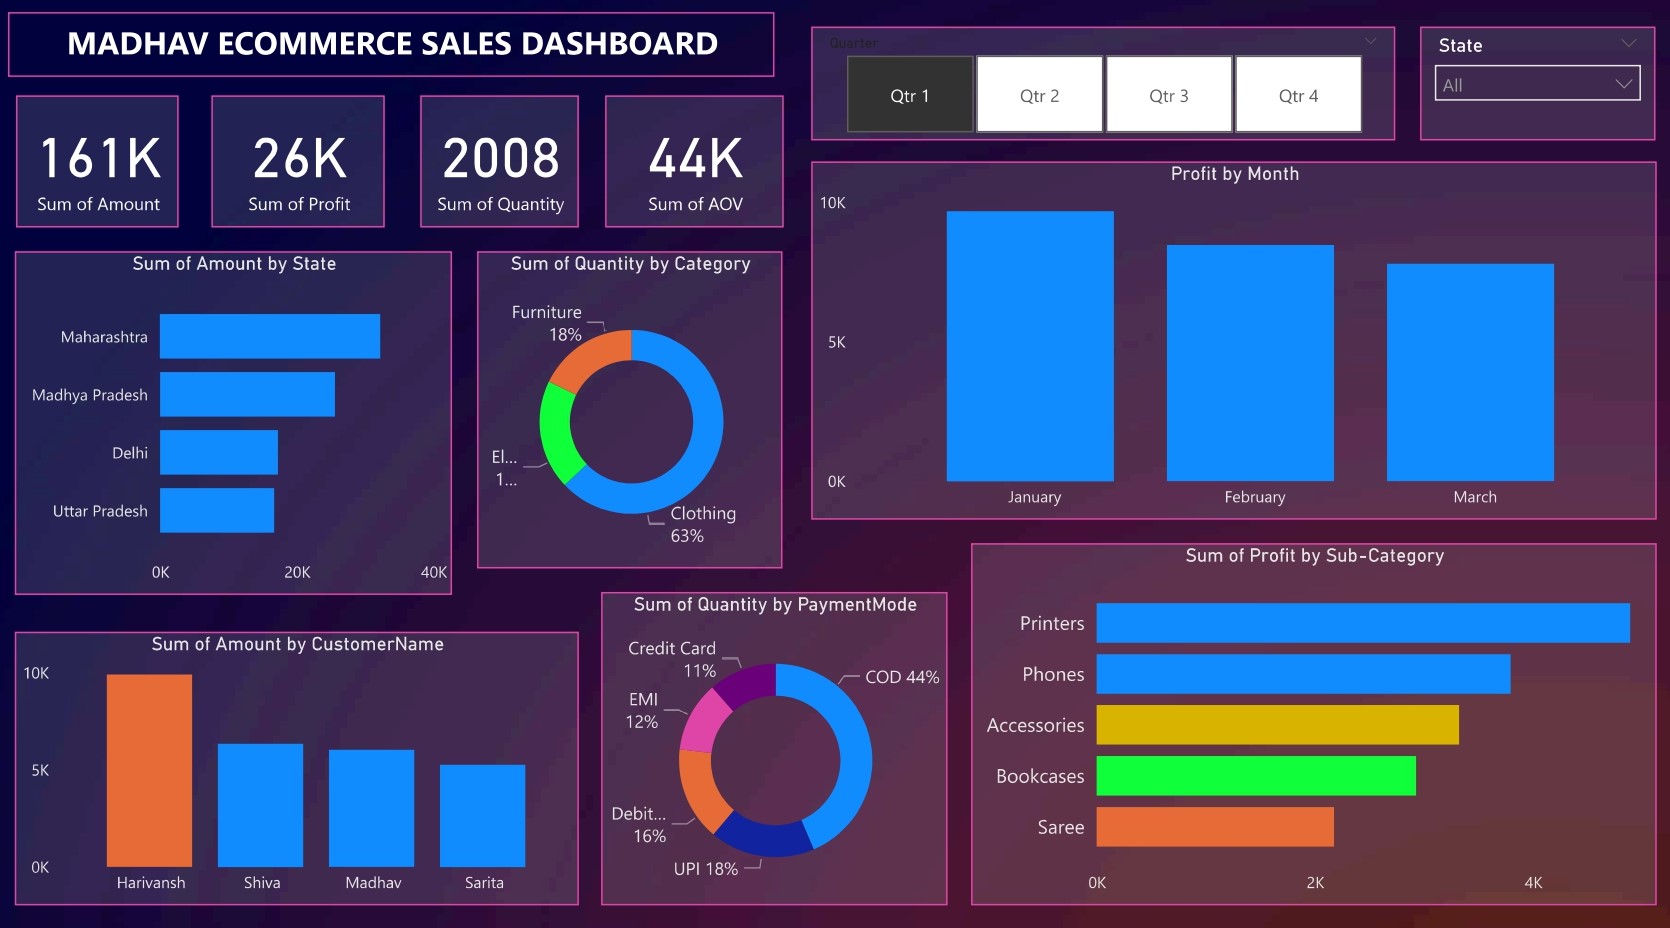 MADHAV ECOMMERCE SALES DASHBOARD
Quarter
Qtr 1
Qtr 2
Qtr 3
Qtr 4
State
All
161K
Sum of Amount
26K
Sum of Profit
2008
Sum of Quantity
44K
Sum of AOV
Profit by Month
10K
5K
0K
January
February
March
Sum of Amount by State
Maharashtra
Madhya Pradesh
Delhi
Uttar Pradesh
0K
20K
40K
Sum of Quantity by Category
Furniture
18%
El...
1...
Clothing
63%
Sum of Amount by CustomerName
10K
5K
0K
Harivansh
Shiva
Madhav
Sarita
Sum of Quantity by PaymentMode
Credit Card
11%
COD 44%
EMI
12%
Debit...
16%
UPI 18%
Sum of Profit by Sub-Category
Printers
Phones
Accessories
Bookcases
Saree
0K
2K
4K